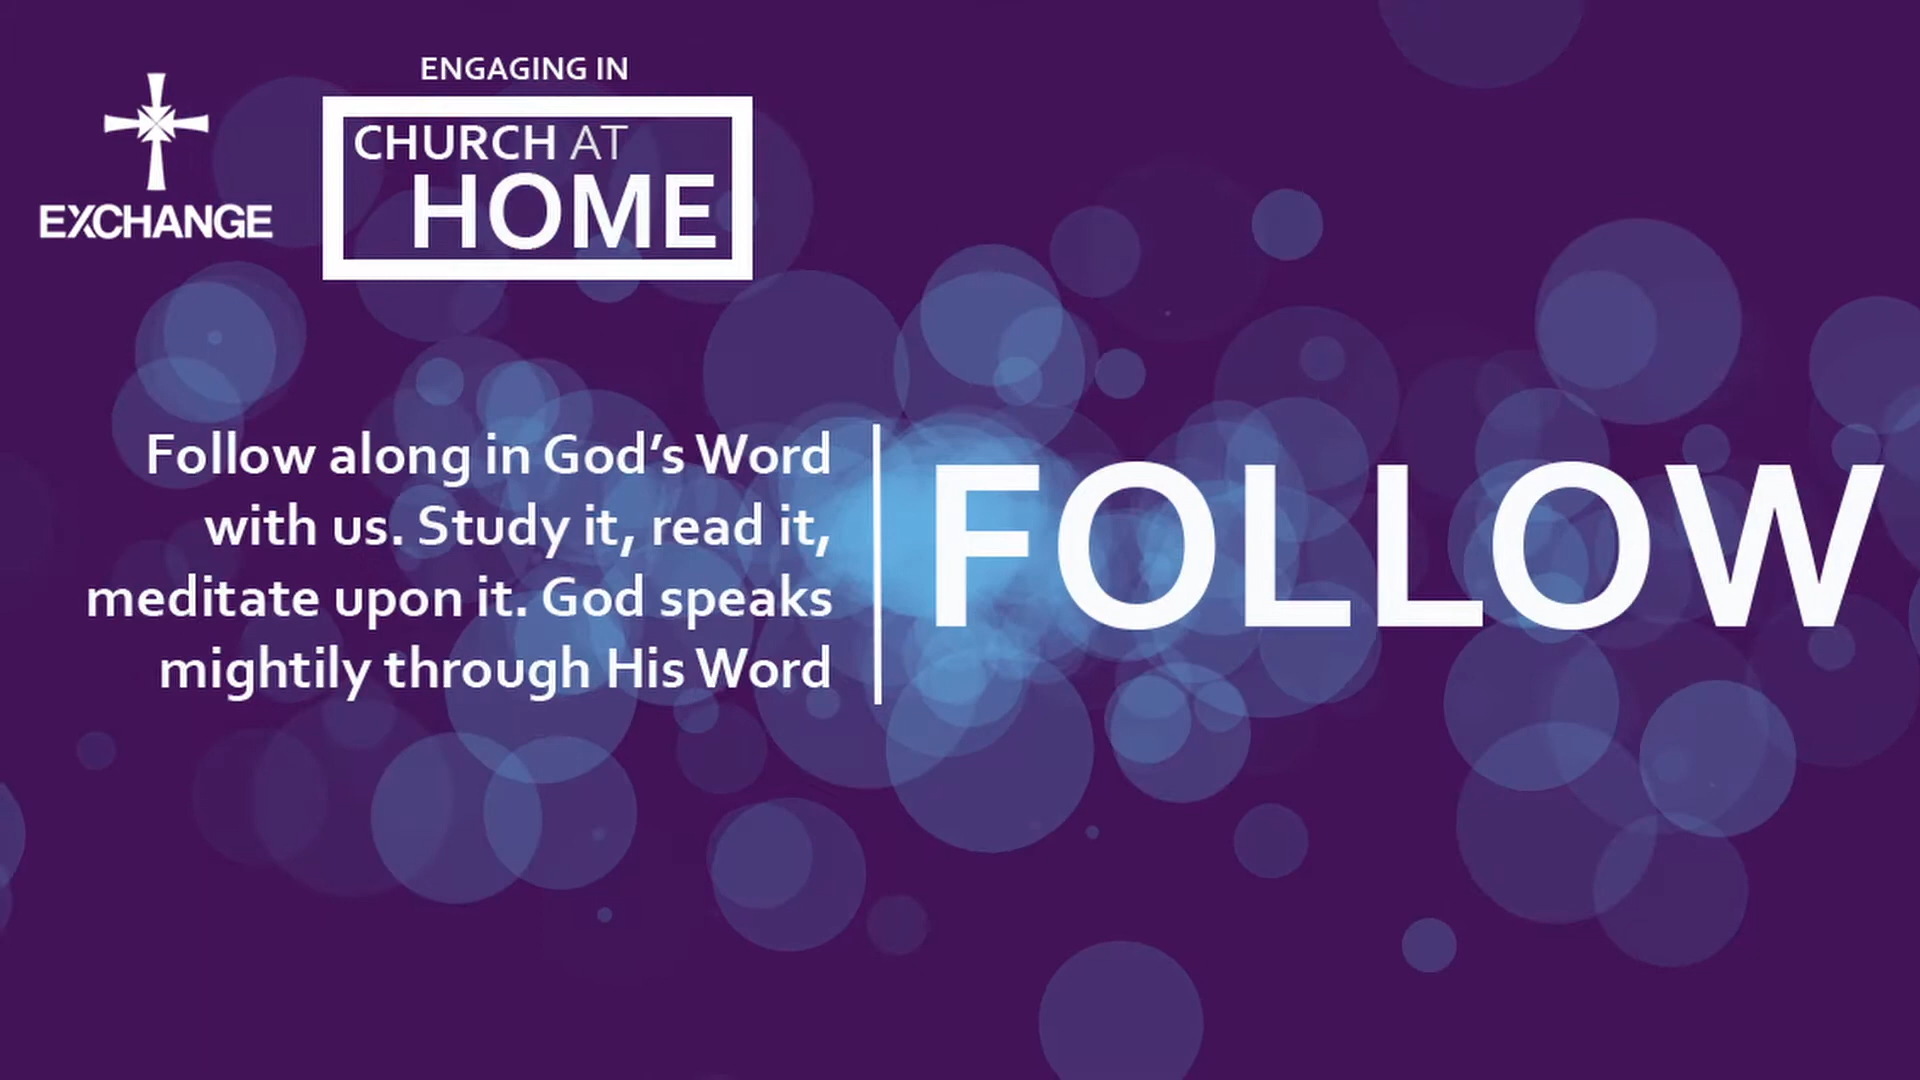 EXCHANGE
ENGAGING IN
CHURCH AT
HOME
Follow along in God’s Word
with us. Study it, read it,
meditate upon it. God speaks
mightily through His Word
FOLLOW